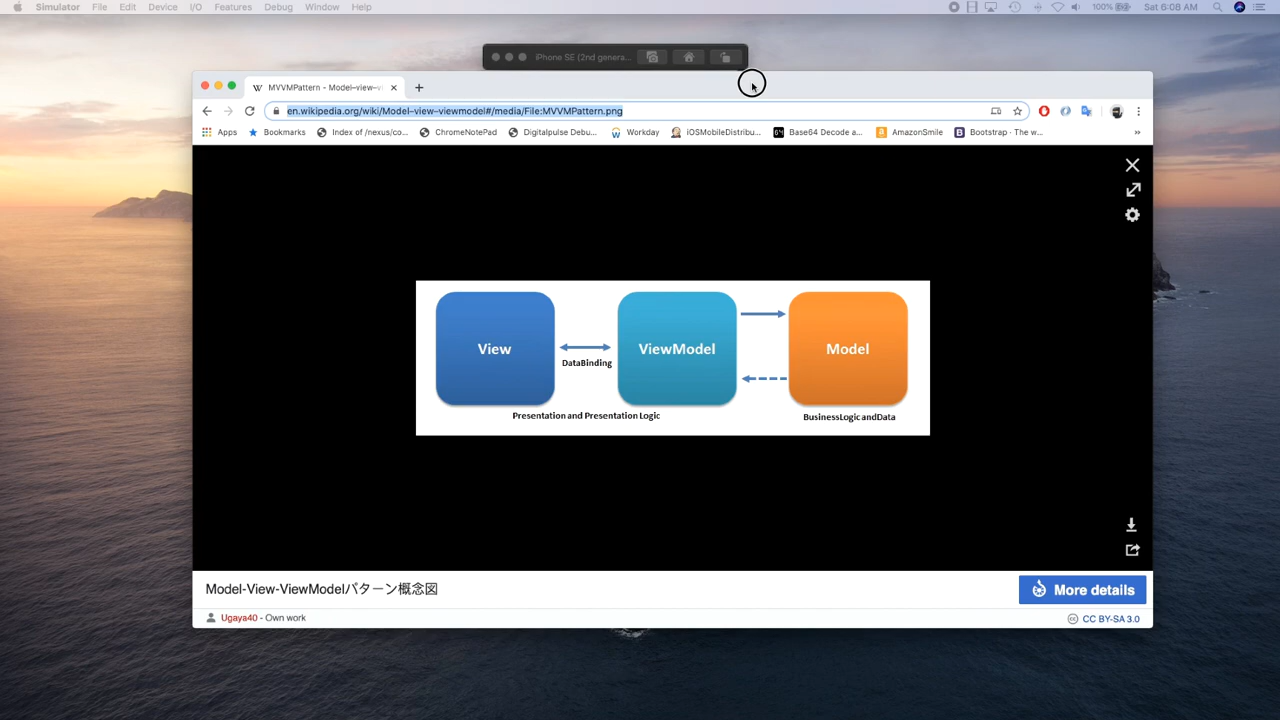 Simulator File Edit View I/O Features Debug Window Help 100% Sat 6:08 AM
iPhone SE (2nd genera...
MVVMPattern - Model–view–vi
en.wikipedia.org/wiki/Model–view–viewmodel#/media/File:MVVMPattern.png
Apps Bookmarks Index of /nexus/co... ChromeNotePad Digitalpulse Debu... Workday iOSMobileDistribu... 64 Base64 Decode a... AmazonSmile B Bootstrap · The w... »
View ViewModel Model
DataBinding
Presentation and Presentation Logic BusinessLogic andData
Model-View-ViewModelパターン概念図
More details
Ugaya40 - Own work
CC BY-SA 3.0